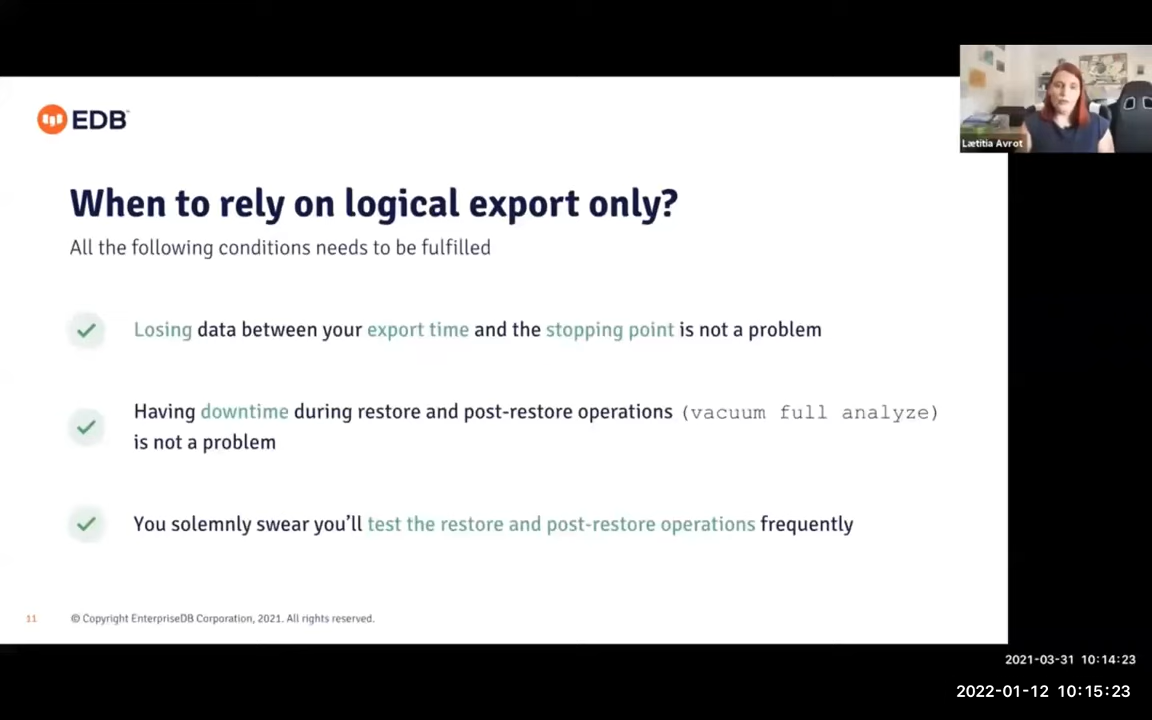 EDB
Lætitia Avrot
When to rely on logical export only?
All the following conditions needs to be fulfilled
Losing data between your export time and the stopping point is not a problem
Having downtime during restore and post-restore operations (vacuum full analyze)
is not a problem
You solemnly swear you’ll test the restore and post-restore operations frequently
11 © Copyright EnterpriseDB Corporation, 2021. All rights reserved.
2021-03-31 10:14:23
2022-01-12 10:15:23